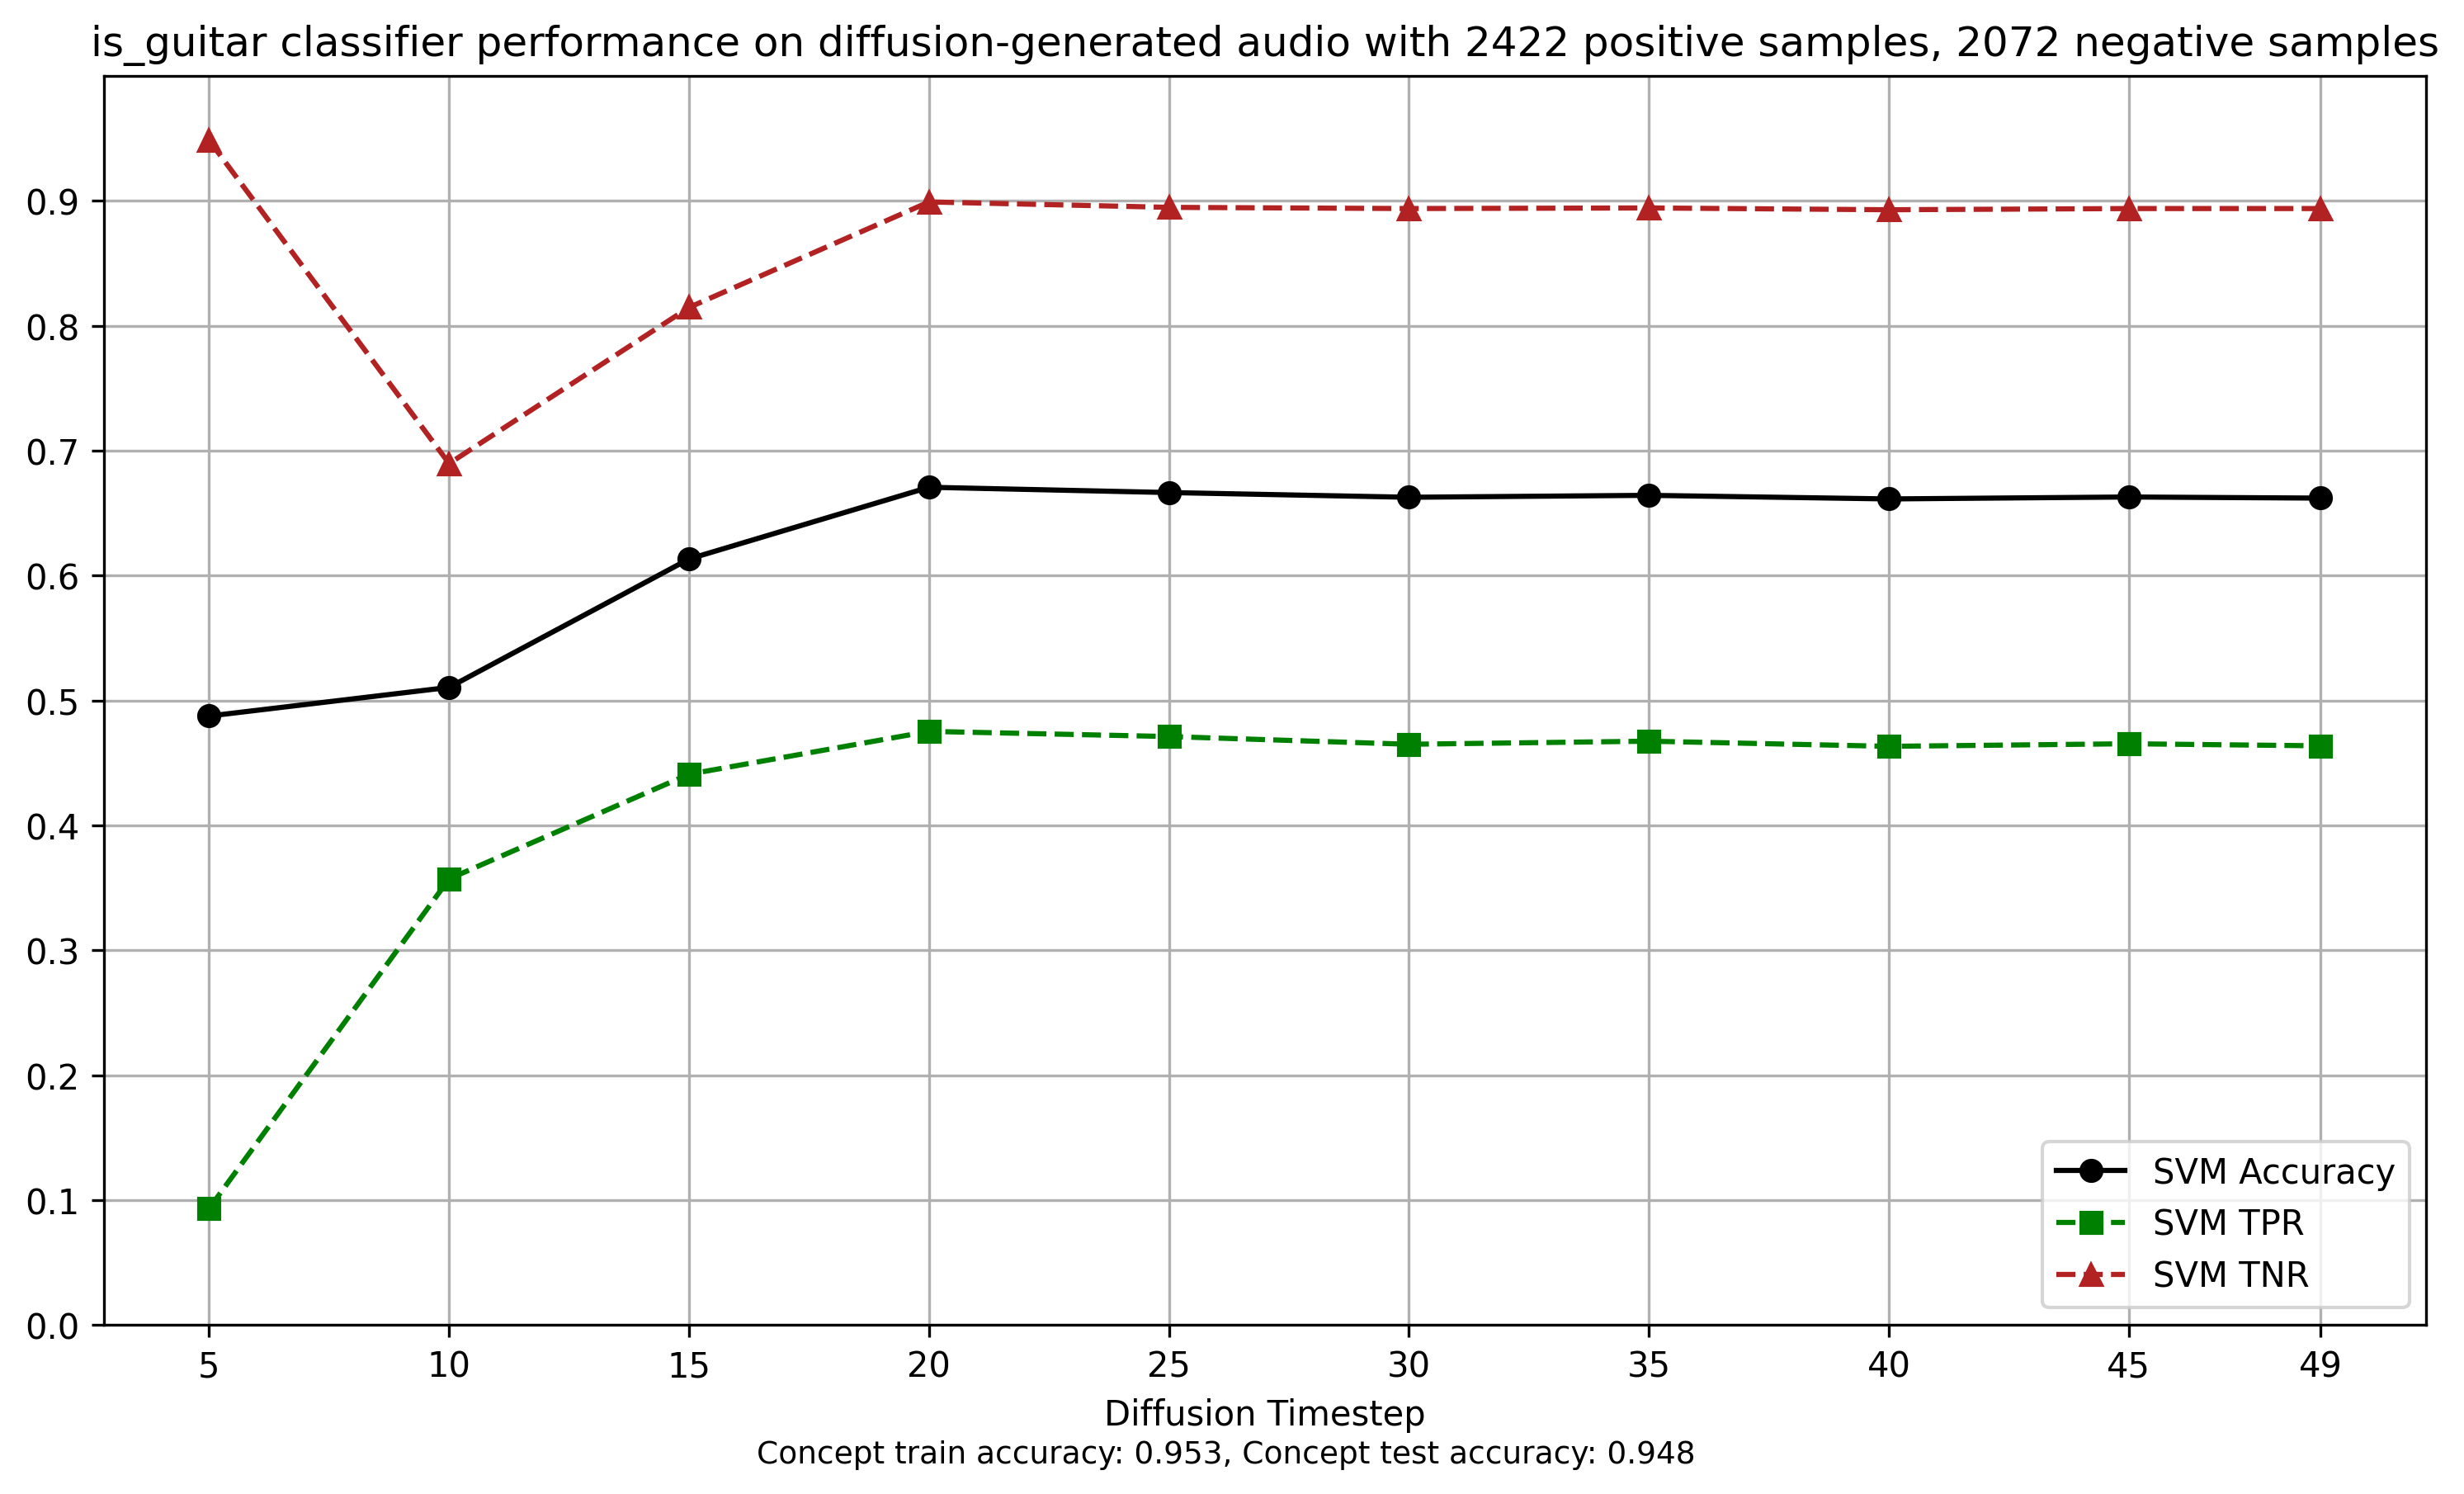 is_guitar classifier performance on diffusion-generated audio with 2422 positive samples, 2072 negative samples
0.9
0.8
0.7
0.6
0.5
0.4
0.3
0.2
0.1
0.0
SVM Accuracy
SVM TPR
SVM TNR
5 10 15 20 25 30 35 40 45 49
Diffusion Timestep
Concept train accuracy: 0.953, Concept test accuracy: 0.948